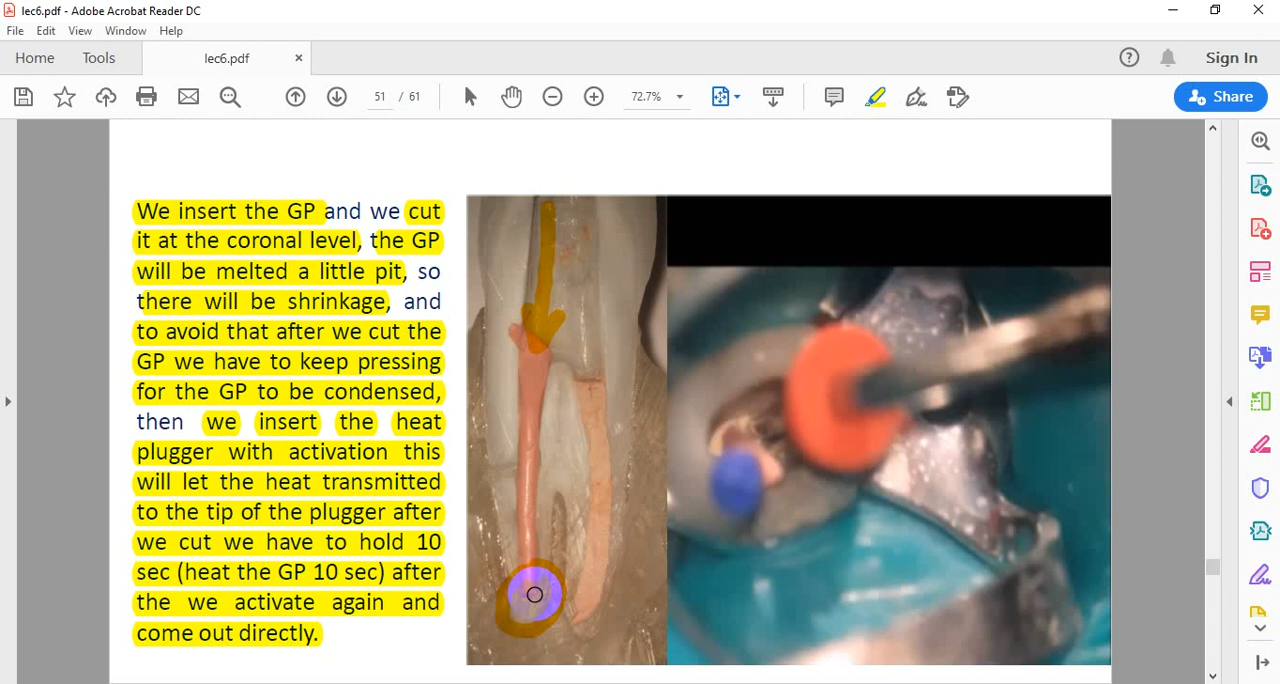 lec6.pdf - Adobe Acrobat Reader DC
File Edit View Window Help
Home Tools lec6.pdf × Sign In
51 / 61 72.7% Share
We insert the GP and we cut
it at the coronal level, the GP
will be melted a little pit, so
there will be shrinkage, and
to avoid that after we cut the
GP we have to keep pressing
for the GP to be condensed,
then we insert the heat
plugger with activation this
will let the heat transmitted
to the tip of the plugger after
we cut we have to hold 10
sec (heat the GP 10 sec) after
the we activate again and
come out directly.